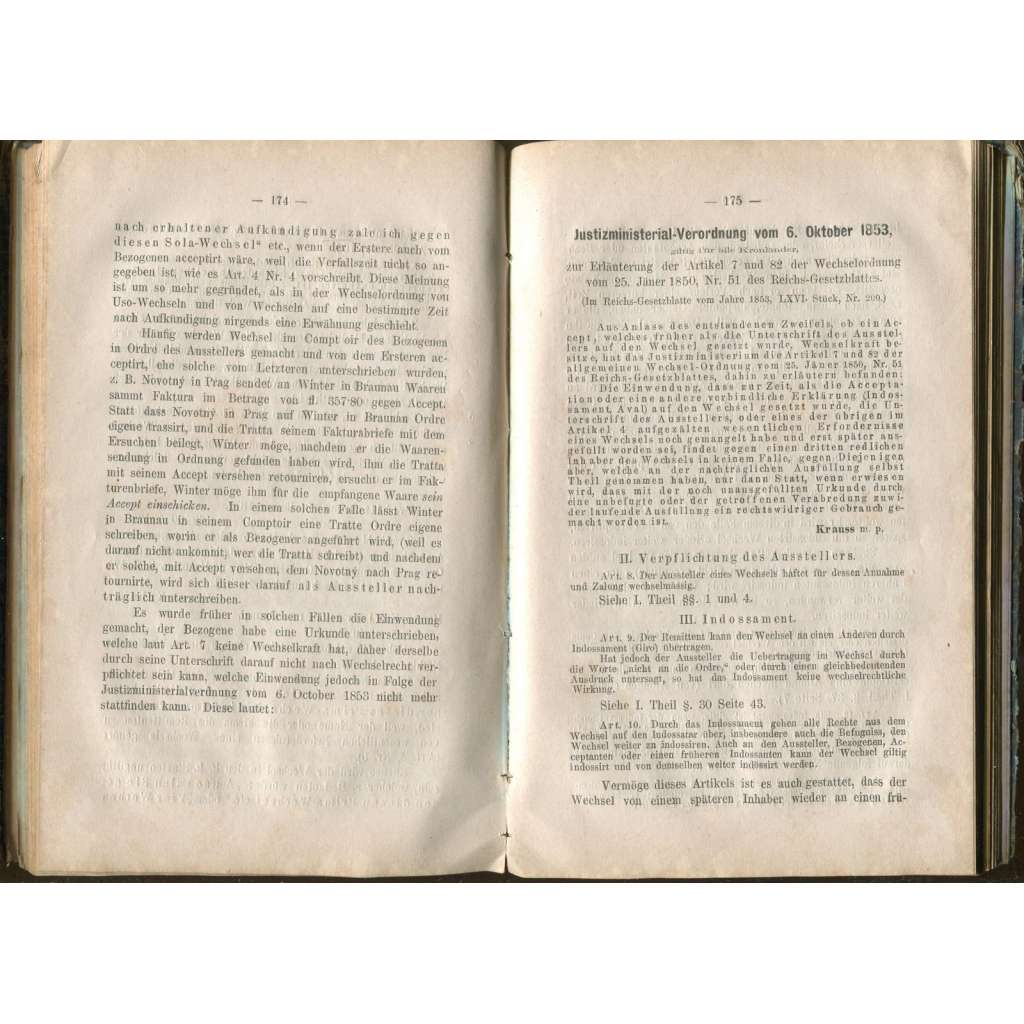 — 174 —
nach erhaltener Aufkündigung zale ich gegen
diesen Sola-Wechsel“ etc., wenn der Erstere auch vom
Bezogenen acceptirt wäre, weil die Verfallszeit nicht so an-
gegeben ist, wie es Art. 4 Nr. 4 vorschreibt. Diese Meinung
ist um so mehr gegründet, als in der Wechselordnung von
Uso-Wechseln und von Wechseln auf eine bestimmte Zeit
nach Aufkündigung nirgends eine Erwähnung geschieht.
Häufig werden Wechsel im Compt oir des Bezogenen
in Ordre des Ausstellers gemacht und von dem Ersteren ac-
ceptirt, ehe solche vom Letzteren unterschrieben wurden,
z. B. Novotný in Prag sendet an Winter in Braunau Waaren
sammt Faktura im Betrage von fl. 357·80 gegen Accept.
Statt dass Novotný in Prag auf Winter in Braunau Ordre
eigene trassirt, und die Tratta seinem Fakturabriefe mit dem
Ersuchen beilegt, Winter möge, nachdem er die Waaren-
sendung in Ordnung gefunden haben wird, ihm die Tratta
mit seinem Accept versehen retourniren, ersucht er im Fak-
turenbriefe, Winter möge ihm für die empfangene Waare sein
Accept einschicken. In einem solchen Falle lässt Winter
in Braunau in seinem Comptoir eine Tratte Ordre eigene
schreiben, worin er als Bezogener angeführt wird, (weil es
darauf nicht ankommt, wer die Tratta schreibt) und nachdem
er solche, mit Accept versehen, dem Novotný nach Prag re-
tournirte, wird sich dieser darauf als Aussteller nach-
träglich unterschreiben.
Es wurde früher in solchen Fällen die Einwendung
gemacht, der Bezogene habe eine Urkunde unterschrieben,
welche laut Art. 7 keine Wechselkraft hat, daher derselbe
durch seine Unterschrift darauf nicht nach Wechselrecht ver-
pflichtet sein kann, welche Einwendung jedoch in Folge der
Justizministerialverdnung vom 6. October 1853 nicht mehr
stattfinden kann. Diese lautet:
— 175 —
Justizministerial-Verordnung vom 6. Oktober 1853,
giltig für alle Kronländer,
zur Erläuterung der Artikel 7 und 82 der Wechselordnung
vom 25. Jäner 1850, Nr. 51 des Reichs-Gesetzblattes.
(Im Reichs-Gesetzblatte vom Jahre 1853, LXVI. Stück, Nr. 200.)
Aus Anlass des entstandenen Zweifels, ob ein Ac-
cept, welches früher als die Unterschrift des Ausstel-
lers auf den Wechsel gesetzt wurde, Wechselkraft be-
sitze, hat das Justizministerium die Artikel 7 und 82 der
allgemeinen Wechsel-Ordnung vom 25. Jäner 1850, Nr. 51
des Reichs-Gesetzblattes, dahin zu erläutern befunden:
Die Einwendung, dass zur Zeit, als die Accepta-
tion oder eine andere verbindliche Erklärung (Indos-
sament, Aval) auf den Wechsel gesetzt wurde, die Un-
terschrift des Ausstellers, oder eines der übrigen im
Artikel 4 aufgezälten wesentlichen Erfordernisse
eines Wechsels noch gemangelt habe und erst später aus-
gefüllt worden sei, findet gegen einen dritten redlichen
Inhaber des Wechsels in keinem Falle, gegen Diejenigen
aber, welche an der nachträglichen Ausfüllung selbst
Theil genommen haben, nur dann Statt, wenn erwiesen
wird, dass mit der noch unausgefüllten Urkunde durch
eine unbefugte oder der getroffenen Verabredung zuwi-
der laufende Ausfüllung ein rechtswidriger Gebrauch ge-
macht worden ist.
Krauss m. p.
II. Verpflichtung des Ausstellers.
Art. 8. Der Aussteller eines Wechsels haftet für dessen Annahme
und Zalung wechselmässig.
Siehe I. Theil §§. 1 und 4.
III. Indossament.
Art. 9. Der Remittent kann den Wechsel an einen Anderen durch
Indossament (Giro) übertragen.
Hat jedoch der Aussteller die Uebertragung im Wechsel durch
die Worte „nicht an die Ordre,“ oder durch einen gleichbedeutenden
Ausdruck untersagt, so hat das Indossament keine wechselrechtliche
Wirkung.
Siehe I. Theil §. 30 Seite 43.
Art. 10. Durch das Indossament gehen alle Rechte aus dem
Wechsel auf den Indossatar über, insbesondere auch die Befugniss, den
Wechsel weiter zu indossiren. Auch an den Aussteller, Bezogenen, Ac-
ceptanten oder einen früheren Indossanten kann der Wechsel giltig
indossirt und von demselben weiter indossirt werden.
Vermöge dieses Artikels ist es auch gestattet, dass der
Wechsel von einem späteren Inhaber wieder an einen frü-